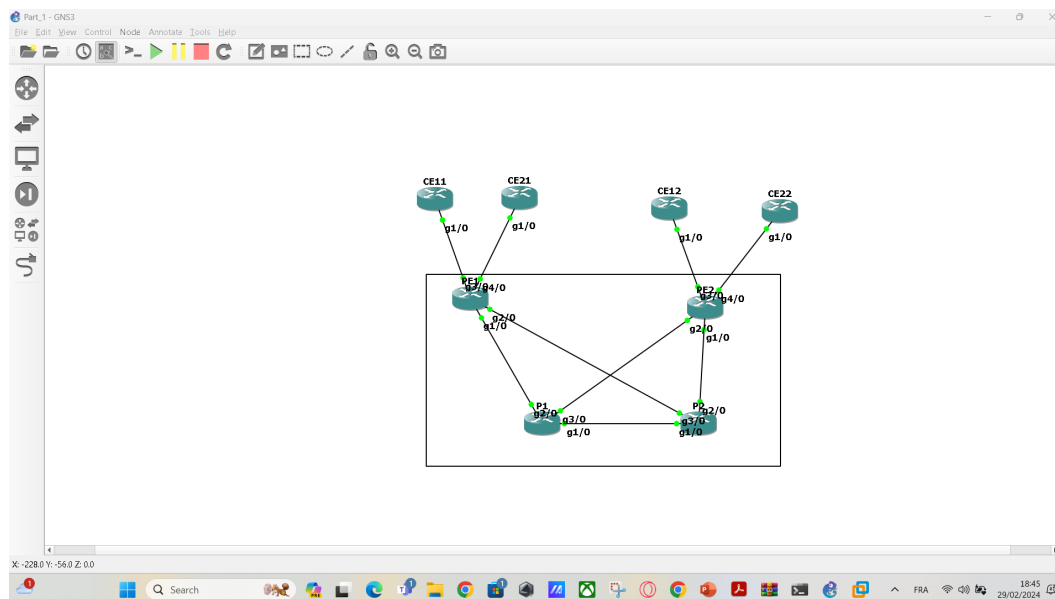 Part_1 - GNS3
File Edit View Control Node Annotate Tools Help
CE11
CE21
CE12
CE22
g1/0
g1/0
g1/0
g1/0
PE1
g3/0
g4/0
PE2
g3/0
g4/0
g2/0
g1/0
g2/0
g1/0
P1
g2/0
g3/0
g1/0
P2
g2/0
g3/0
g1/0
X: -228.0 Y: -56.0 Z: 0.0
1
Search
FRA
18:45
29/02/2024